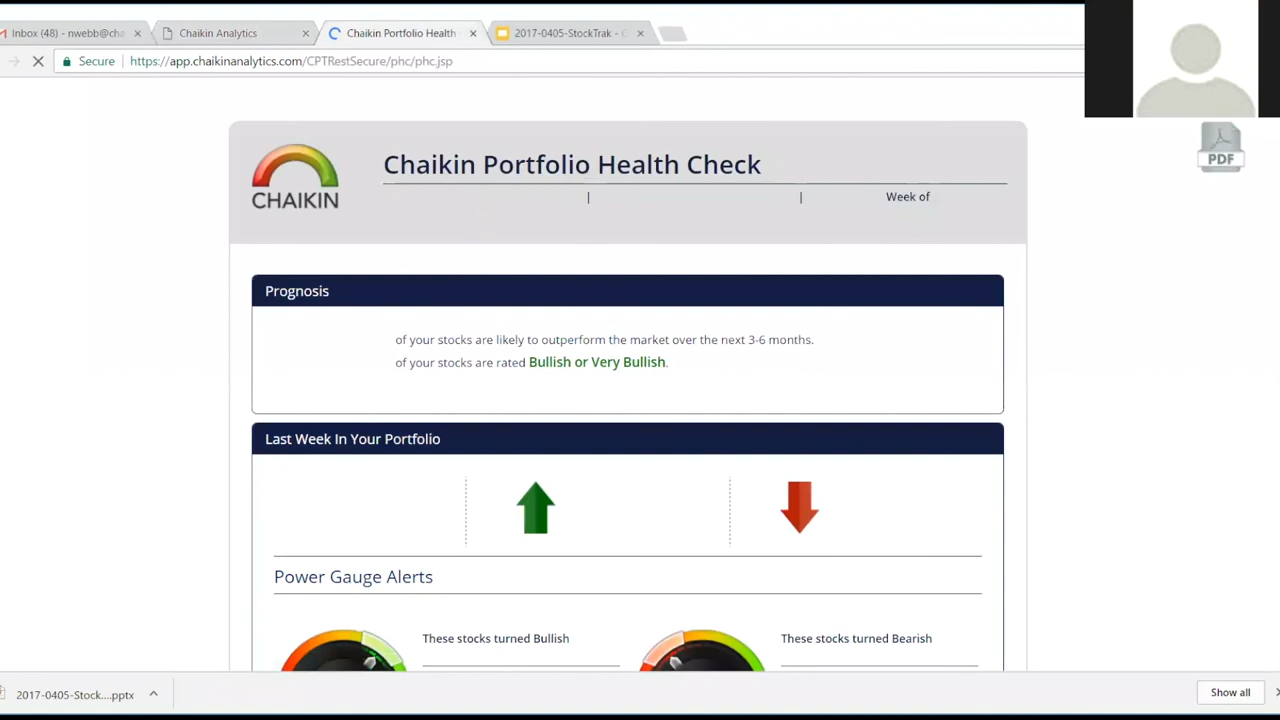 Inbox (48) - nwebb@cha
Chaikin Analytics
Chaikin Portfolio Health
2017-0405-StockTrak - G
Secure
https://app.chaikinanalytics.com/CPTRestSecure/phc/phc.jsp
PDF
CHAIKIN
Chaikin Portfolio Health Check
| | Week of
Prognosis
of your stocks are likely to outperform the market over the next 3-6 months.
of your stocks are rated Bullish or Very Bullish.
Last Week In Your Portfolio
Power Gauge Alerts
These stocks turned Bullish
These stocks turned Bearish
2017-0405-Stock....pptx
Show all